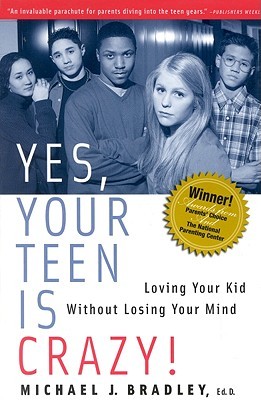 "An invaluable parachute for parents diving into the teen years." –PUBLISHERS WEEKLY
YES,
YOUR
TEEN
IS
CRAZY!
Loving Your Kid
Without Losing Your Mind
Winner!
Parents' Choice
The National
Parenting Center
MICHAEL J. BRADLEY, Ed.D.